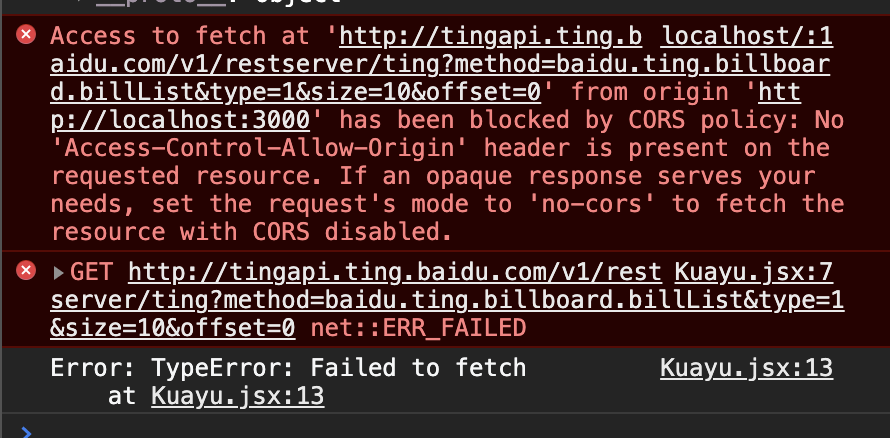 __proto__: Object
Access to fetch at 'http://tingapi.ting.b localhost/:1
aidu.com/v1/restserver/ting?method=baidu.ting.billboar
d.billList&type=1&size=10&offset=0' from origin 'htt
p://localhost:3000' has been blocked by CORS policy: No
'Access-Control-Allow-Origin' header is present on the
requested resource. If an opaque response serves your
needs, set the request's mode to 'no-cors' to fetch the
resource with CORS disabled.
GET http://tingapi.ting.baidu.com/v1/rest Kuayu.jsx:7
server/ting?method=baidu.ting.billboard.billList&type=1
&size=10&offset=0 net::ERR_FAILED
Error: TypeError: Failed to fetch Kuayu.jsx:13
at Kuayu.jsx:13